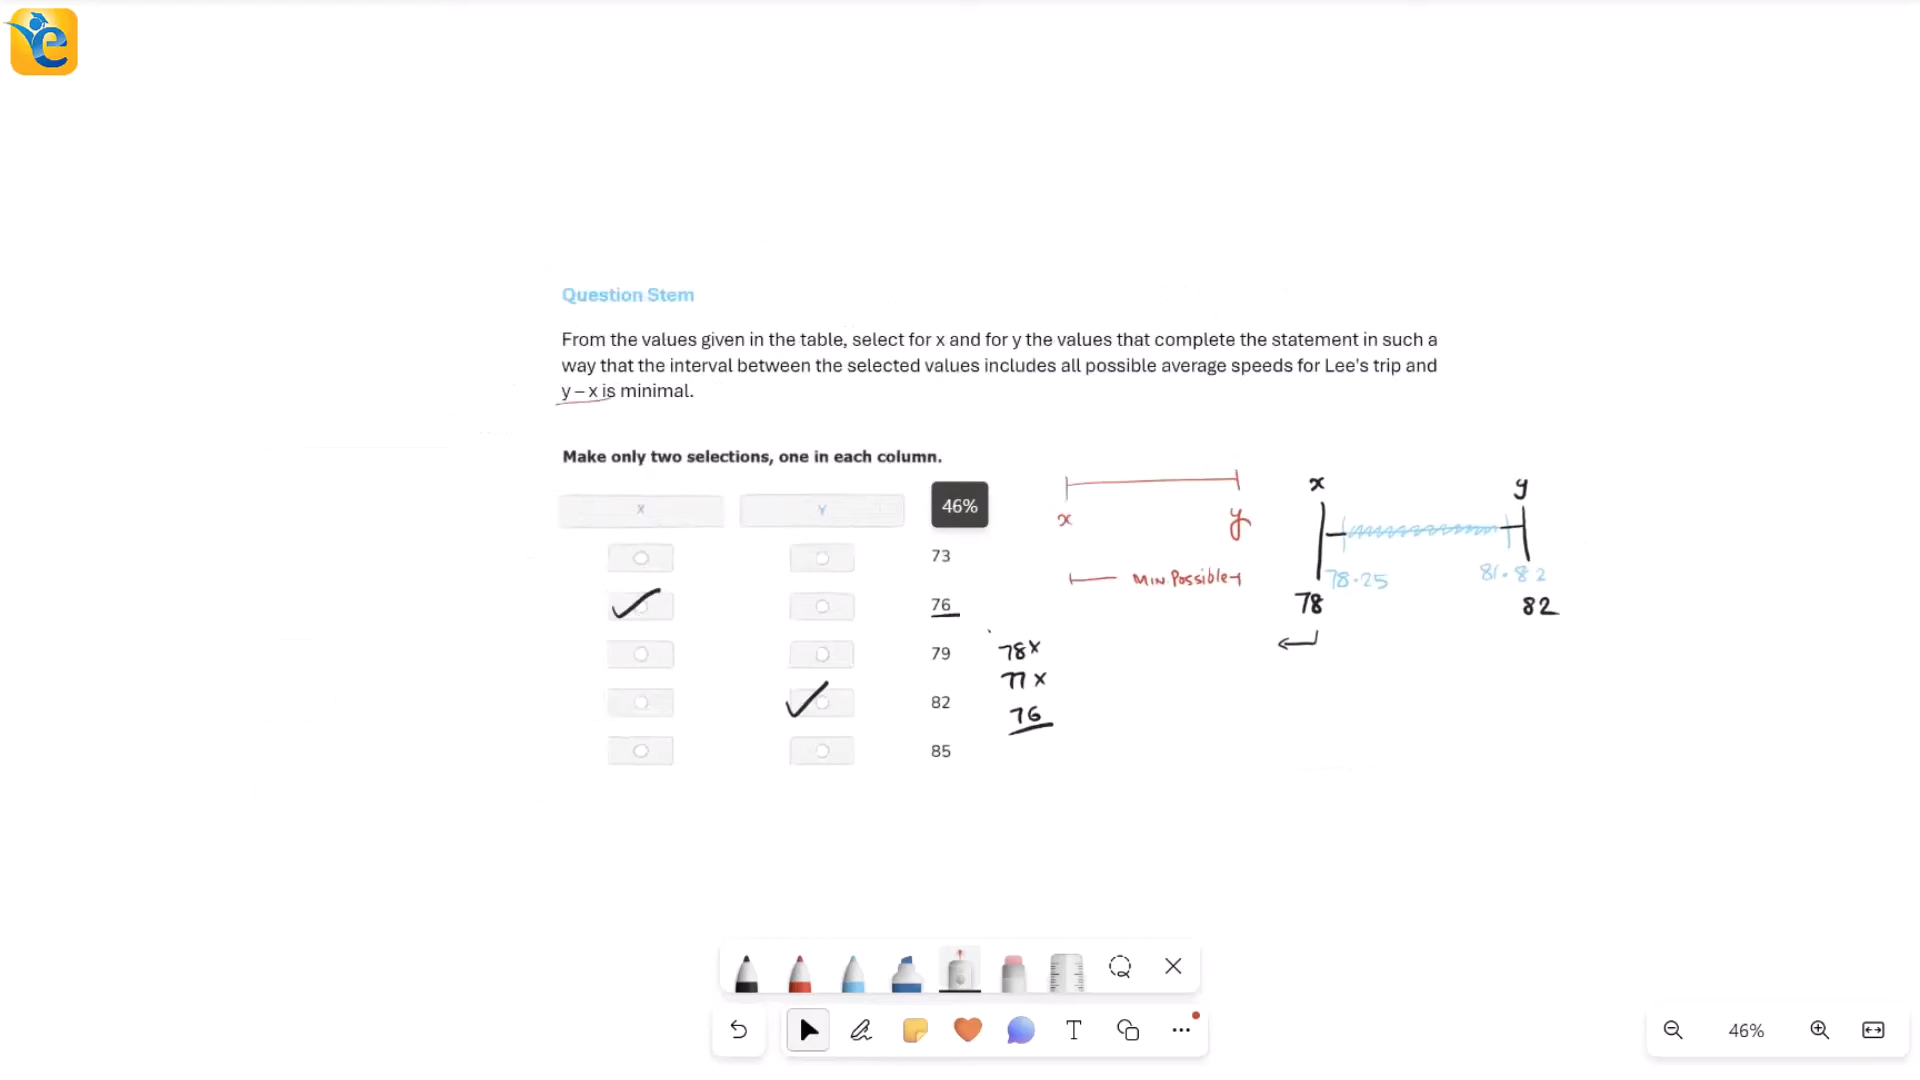 e
Question Stem
From the values given in the table, select for x and for y the values that complete the statement in such a
way that the interval between the selected values includes all possible average speeds for Lee's trip and
y – x is minimal.
Make only two selections, one in each column.
X Y 46%
73
76
79
82
85
x y
MIN Possible
78 x
77 x
76
x y
78.25 81.82
78 82
T
46%